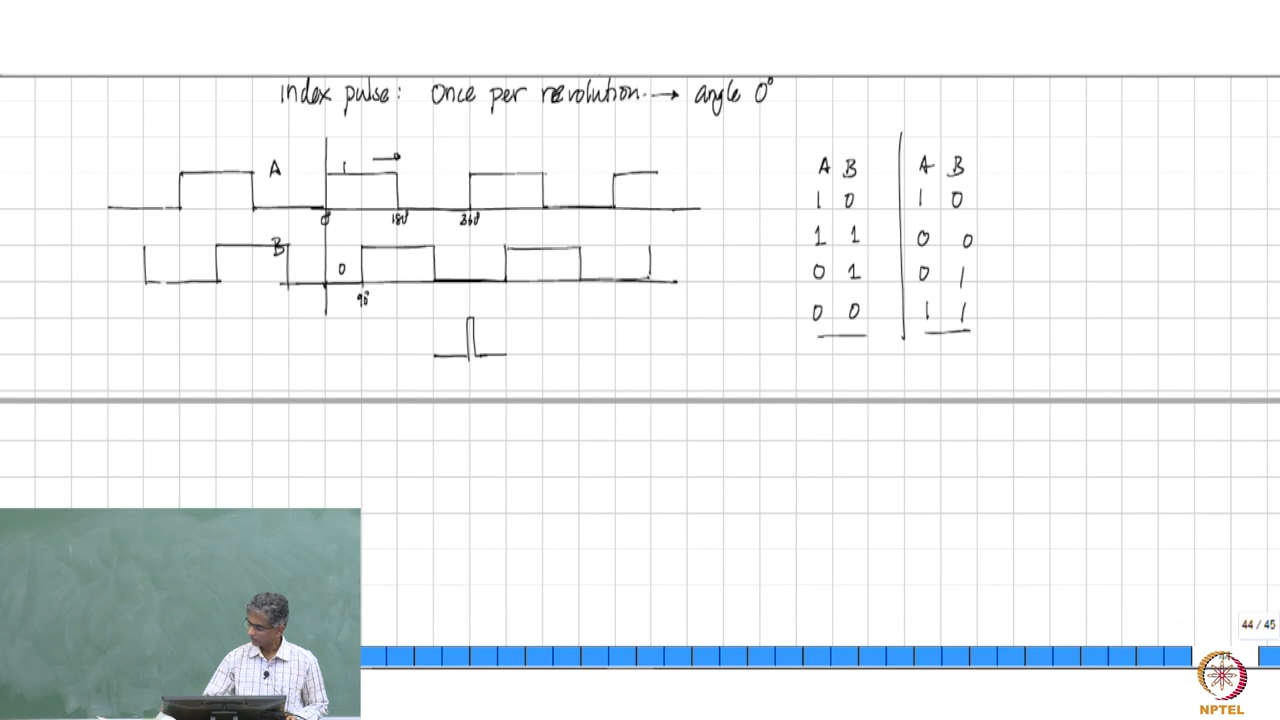 Index pulse: Once per revolution. → angle 0°
A 1
0° 180° 360°
B 0
90°
A B A B
1 0 1 0
1 1 0 0
0 1 0 1
0 0 1 1
44 / 45
NPTEL